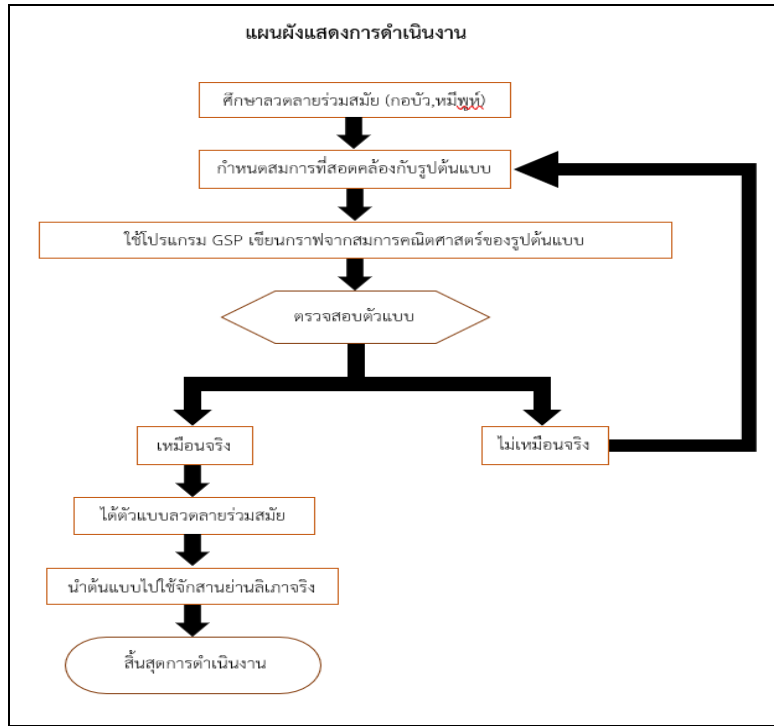 แผนผังแสดงการดำเนินงาน
ศึกษาลวดลายร่วมสมัย (กอบัว,หมีพูห์)
กำหนดสมการที่สอดคล้องกับรูปต้นแบบ
ใช้โปรแกรม GSP เขียนกราฟจากสมการคณิตศาสตร์ของรูปต้นแบบ
ตรวจสอบตัวแบบ
เหมือนจริง
ไม่เหมือนจริง
ได้ตัวแบบลวดลายร่วมสมัย
นำต้นแบบไปใช้จักสานย่านลิเภาจริง
สิ้นสุดการดำเนินงาน